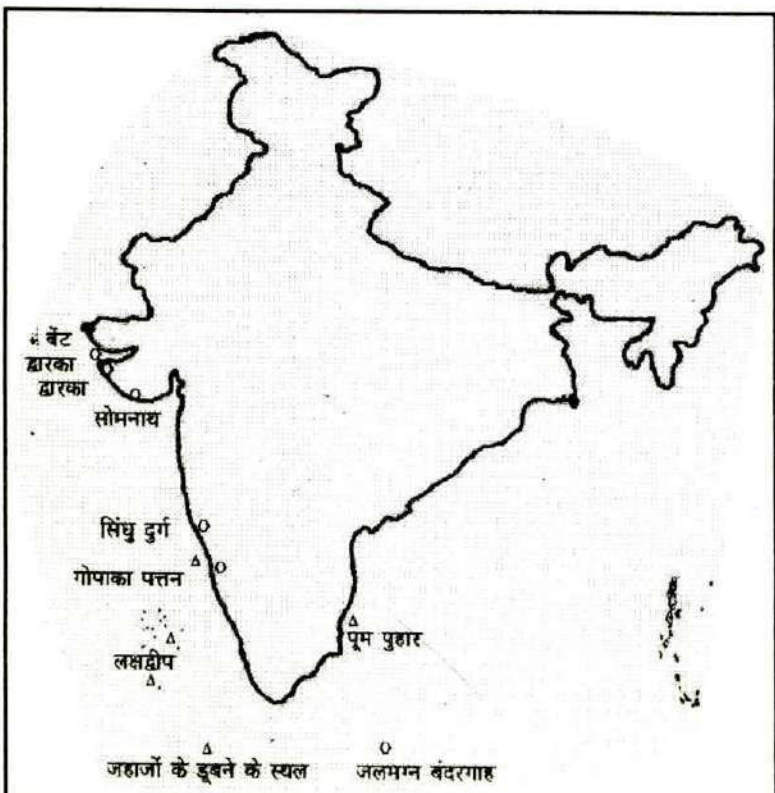 बेंट
द्वारका
द्वारका
सोमनाथ
सिंघु दुर्ग
गोपाका पत्तन
पूम पुहार
लक्षद्वीप
जहाजों के डूबने के स्थल
जलमग्न बंदरगाह